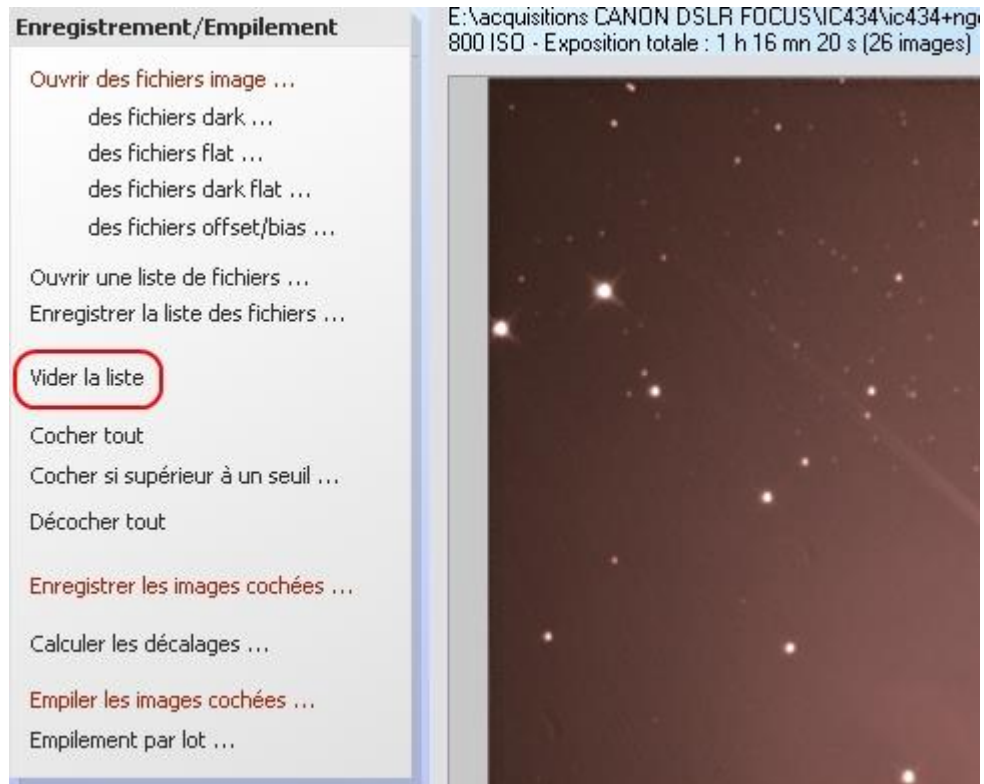 Enregistrement/Empilement
Ouvrir des fichiers image ...
des fichiers dark ...
des fichiers flat ...
des fichiers dark flat ...
des fichiers offset/bias ...
Ouvrir une liste de fichiers ...
Enregistrer la liste des fichiers ...
Vider la liste
Cocher tout
Cocher si supérieur à un seuil ...
Décocher tout
Enregistrer les images cochées ...
Calculer les décalages ...
Empiler les images cochées ...
Empilement par lot ...
E:\acquisitions CANON DSLR FOCUS\IC434\ic434+ng
800 ISO - Exposition totale : 1 h 16 mn 20 s (26 images)